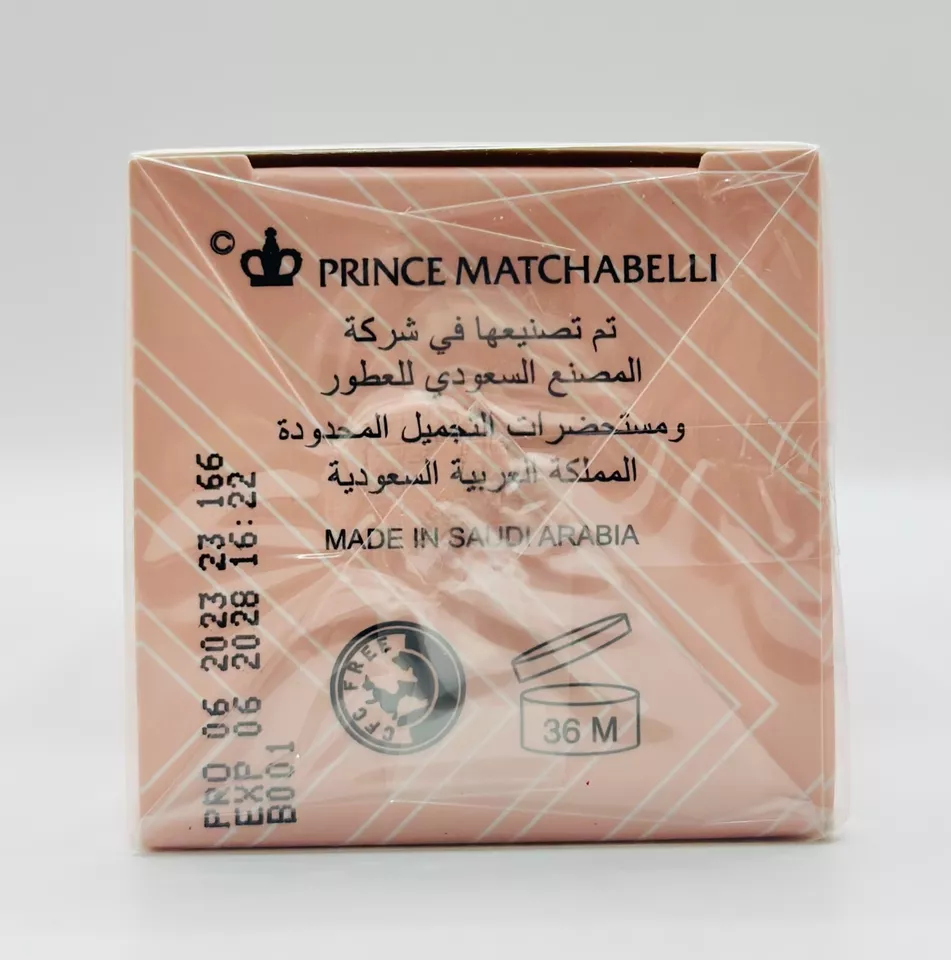 © PRINCE MATCHABELLI
تم تصنيعها في شركة
المصنع السعودي للعطور
ومستحضرات التجميل المحدودة
المملكة العربية السعودية
MADE IN SAUDI ARABIA
CFC FREE
36 M
PRO 06 2023 23 166
EXP 06 2028 16:22
B001